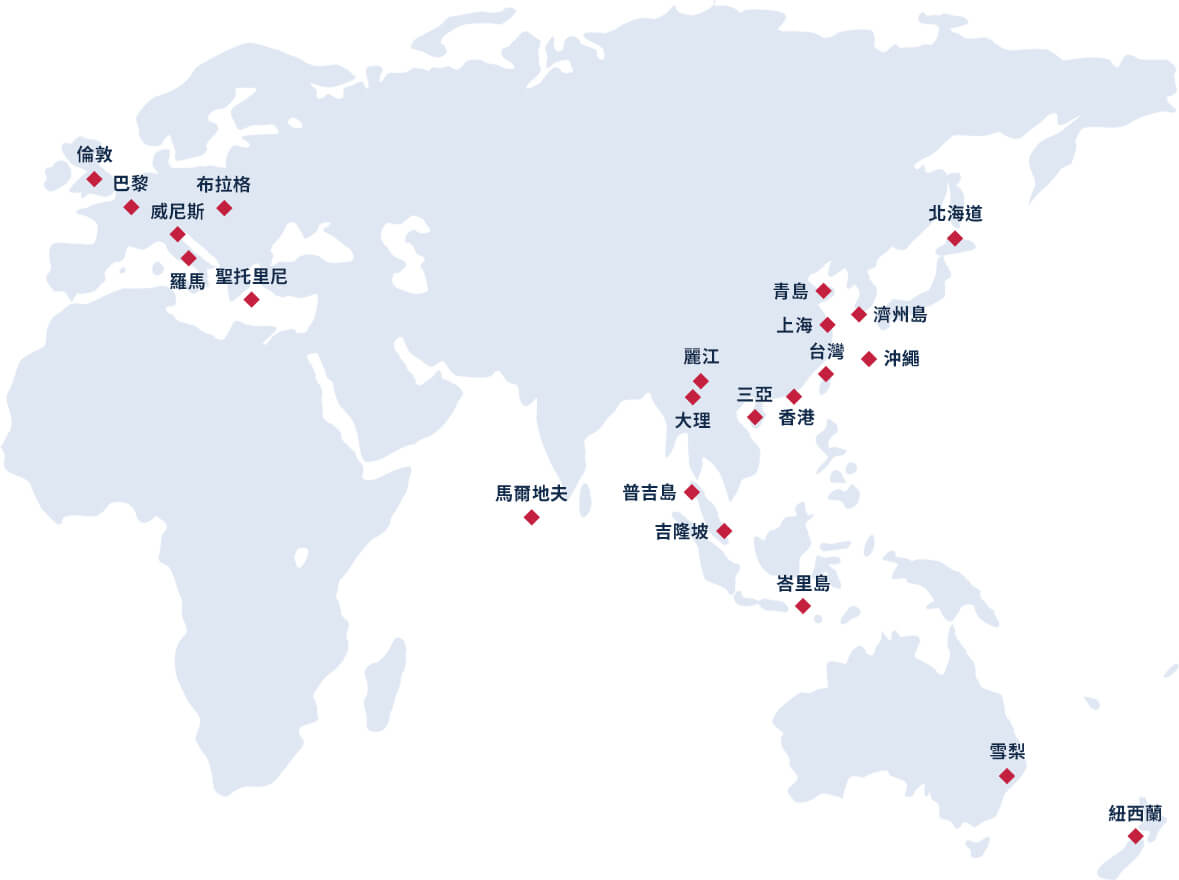 倫敦
巴黎
布拉格
威尼斯
北海道
羅馬
聖托里尼
青島
濟州島
上海
台灣
沖繩
麗江
三亞
大理
香港
馬爾地夫
普吉島
吉隆坡
峇里島
雪梨
紐西蘭